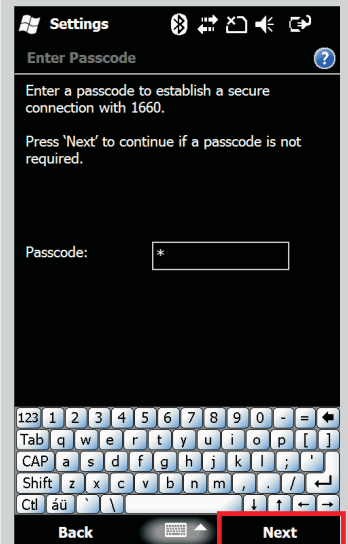 Settings
Enter Passcode
?
Enter a passcode to establish a secure
connection with 1660.
Press ‘Next’ to continue if a passcode is not
required.
Passcode: *
123 1 2 3 4 5 6 7 8 9 0 - =
Tab q w e r t y u i o p [ ]
CAP a s d f g h j k l ; '
Shift z x c v b n m , . /
Ctl áü ` \
Back Next